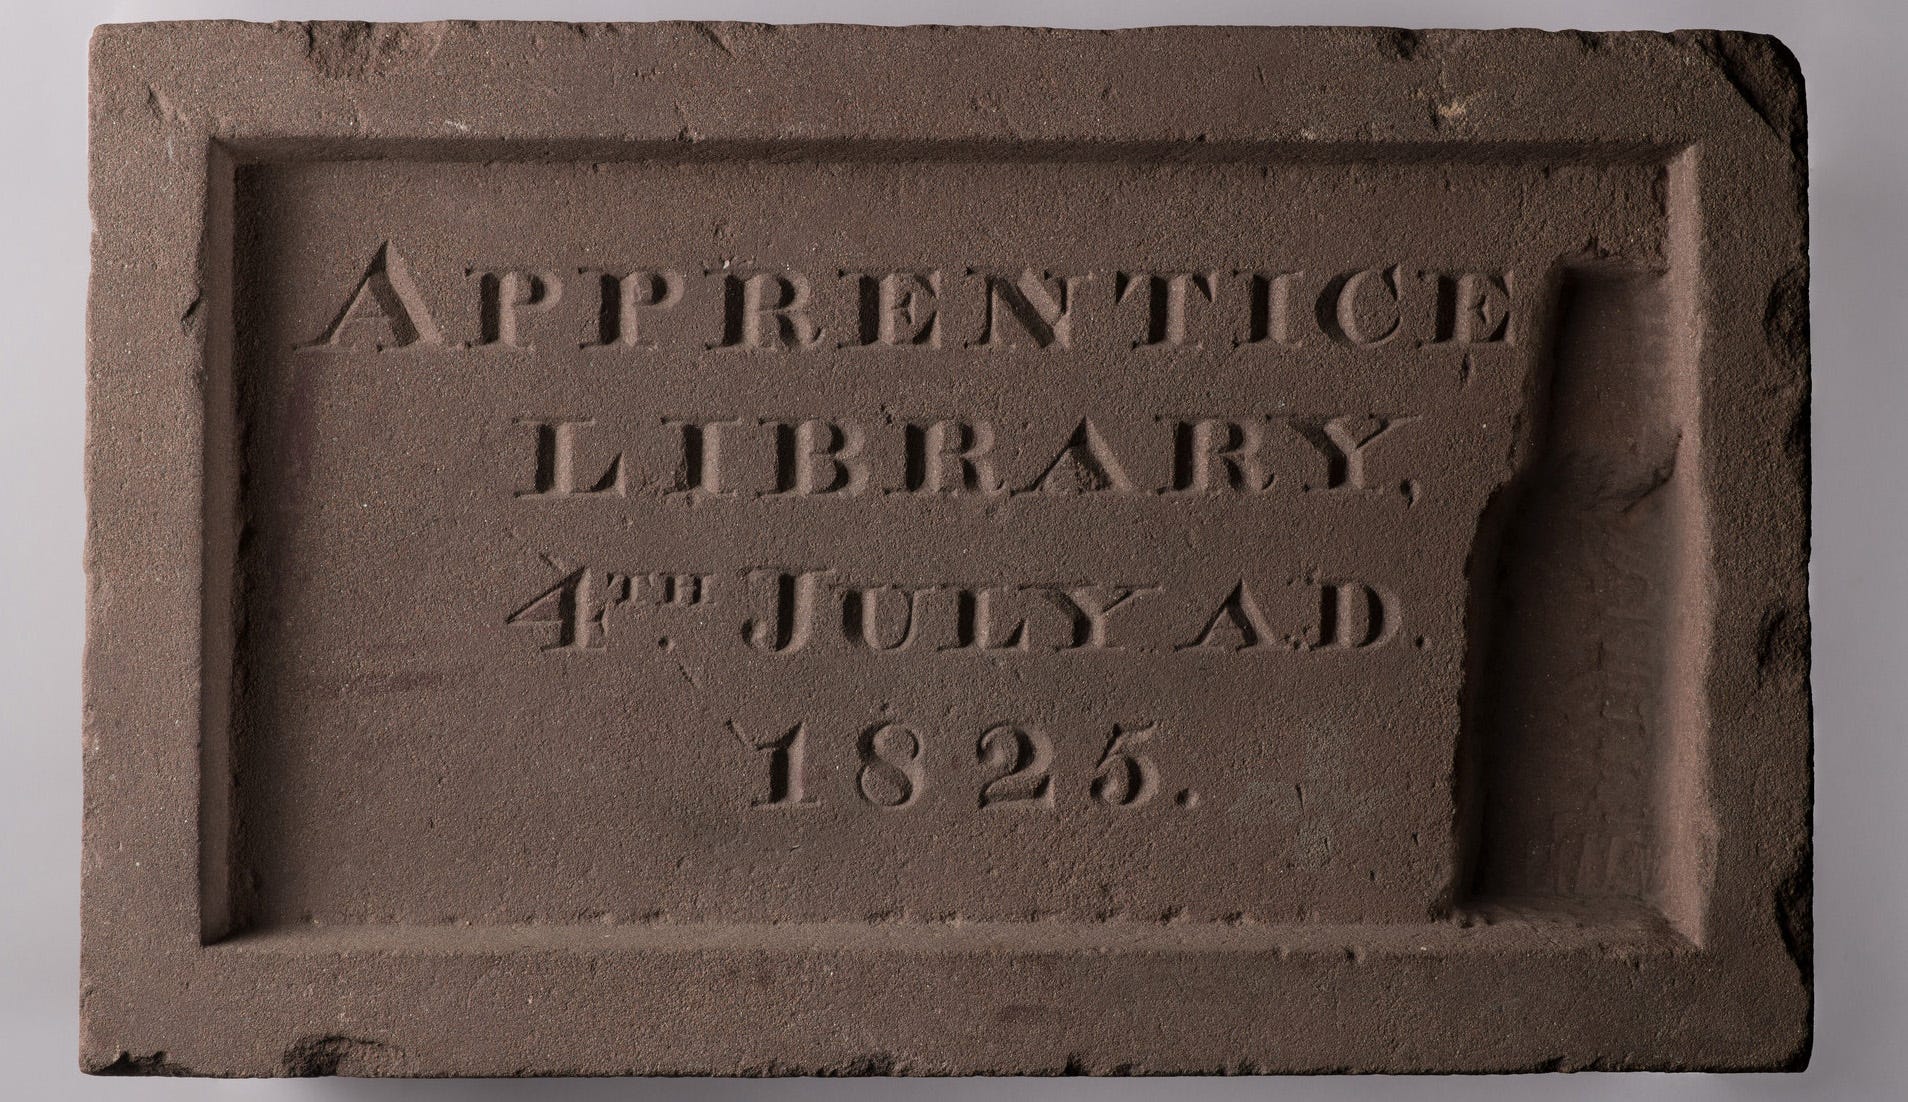 APPRENTICE
LIBRARY,
4TH. JULY A.D.
1825.